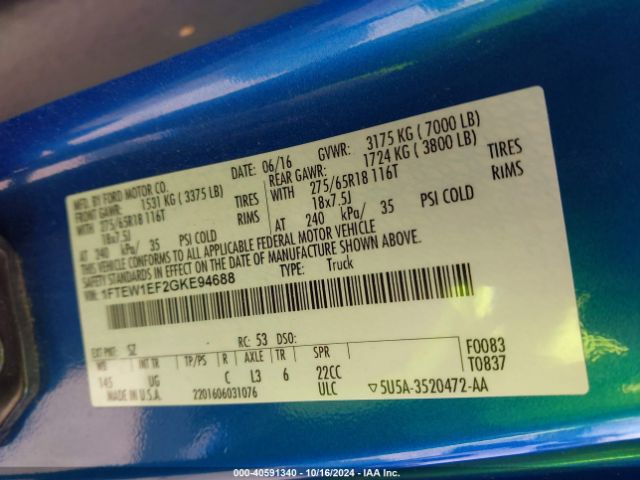 MFD. BY FORD MOTOR CO.
DATE: 06/16 GVWR: 3175 KG ( 7000 LB)
FRONT GAWR: 1531 KG ( 3375 LB) REAR GAWR: 1724 KG ( 3800 LB)
WITH 275/65R18 116T TIRES WITH 275/65R18 116T TIRES
18x7.5J RIMS 18x7.5J RIMS
AT 240 kPa/ 35 PSI COLD AT 240 kPa/ 35 PSI COLD
THIS VEHICLE CONFORMS TO ALL APPLICABLE FEDERAL MOTOR VEHICLE
SAFETY STANDARDS IN EFFECT ON THE DATE OF MANUFACTURE SHOWN ABOVE.
1FTEW1EF2GKE94688 TYPE: Truck
EXT PNT: SZ RC: 53 DSO:
WB INT TR TP/PS R AXLE TR SPR F0083
145 UG C L3 6 22CC T0837
MADE IN U.S.A. 2201606031076 ULC ▽5U5A-3520472-AA
000-40591340 | 10/16/2024 | IAA Inc.